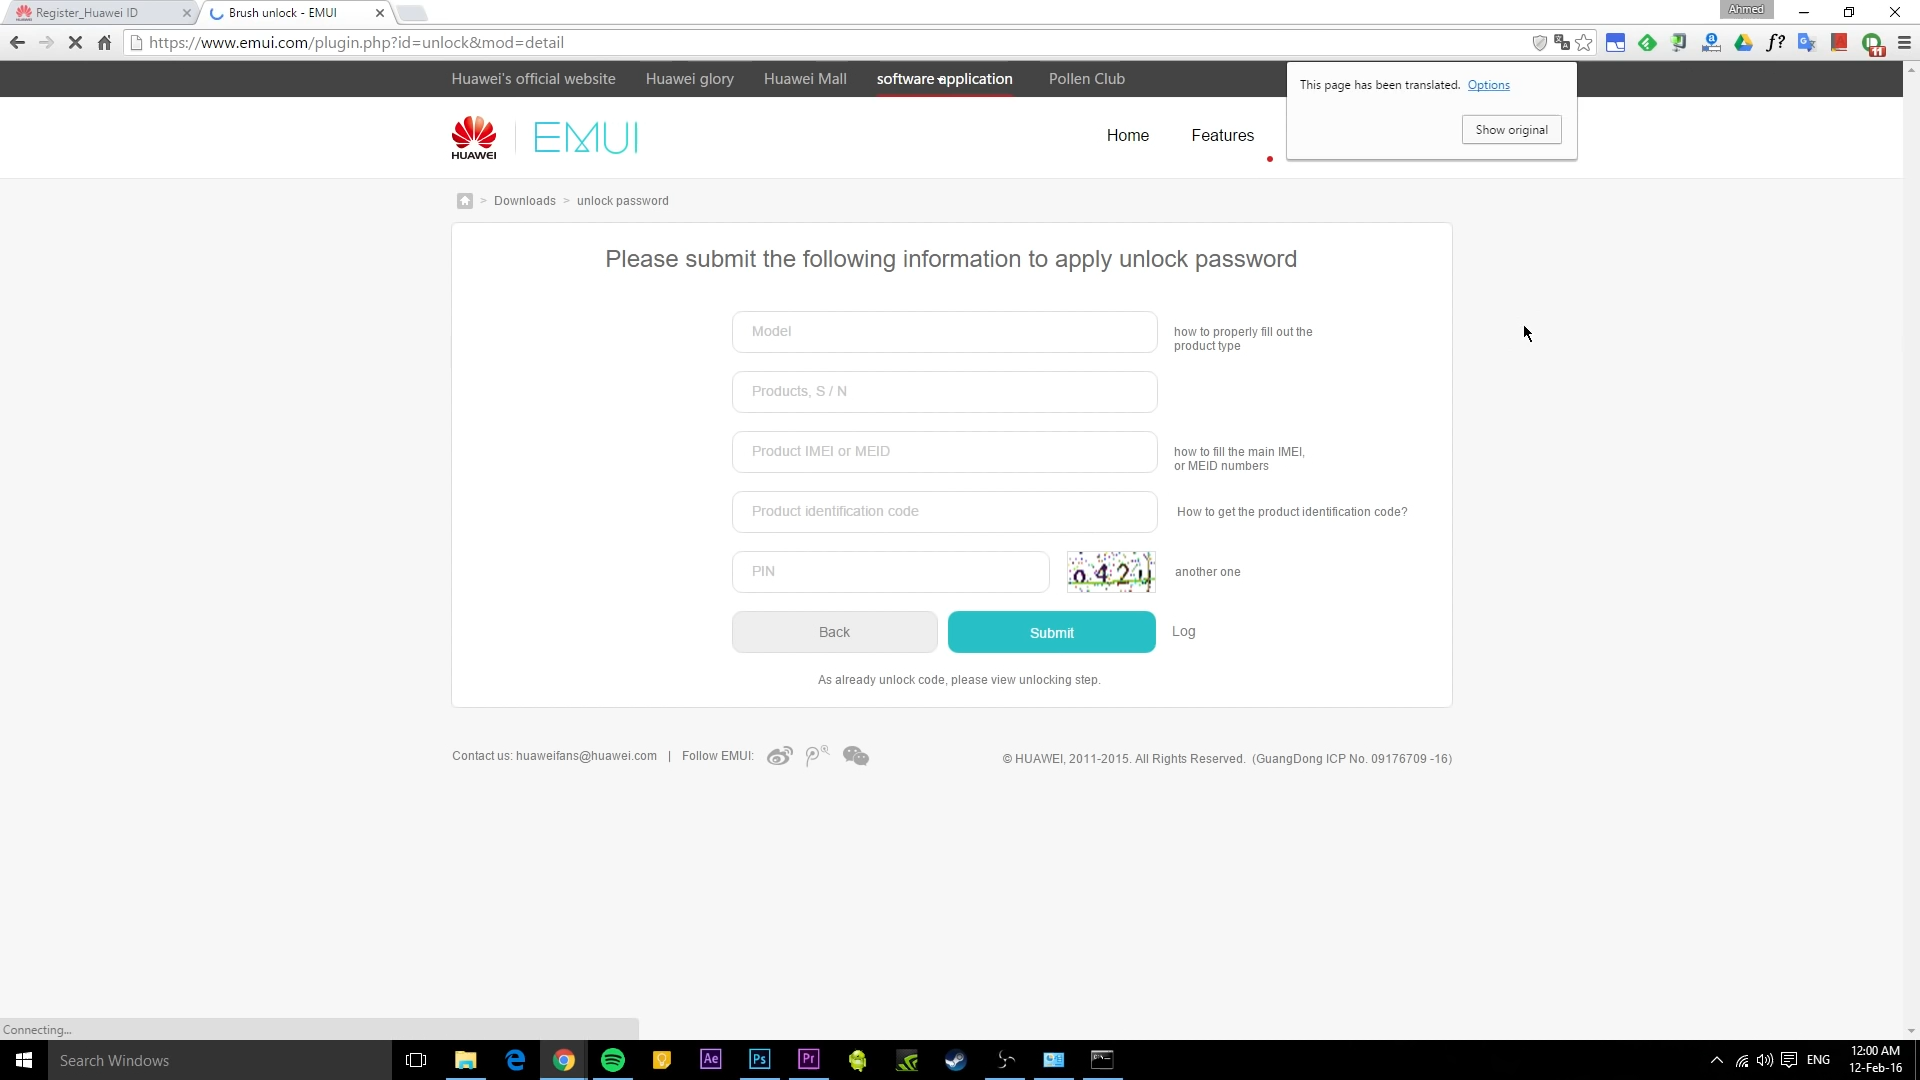 Register_Huawei ID
Brush unlock - EMUI
Ahmed
https://www.emui.com/plugin.php?id=unlock&mod=detail
11
Huawei's official website
Huawei glory
Huawei Mall
software application
Pollen Club
This page has been translated. Options
Show original
HUAWEI
EMUI
Home
Features
> Downloads > unlock password
Please submit the following information to apply unlock password
Model
how to properly fill out the
product type
Products, S / N
Product IMEI or MEID
how to fill the main IMEI,
or MEID numbers
Product identification code
How to get the product identification code?
PIN
another one
Back
Submit
Log
As already unlock code, please view unlocking step.
Contact us: huaweifans@huawei.com | Follow EMUI:
© HUAWEI, 2011-2015. All Rights Reserved. (GuangDong ICP No. 09176709 -16)
Connecting...
Search Windows
Ae
Ps
Pr
ENG
12:00 AM
12-Feb-16